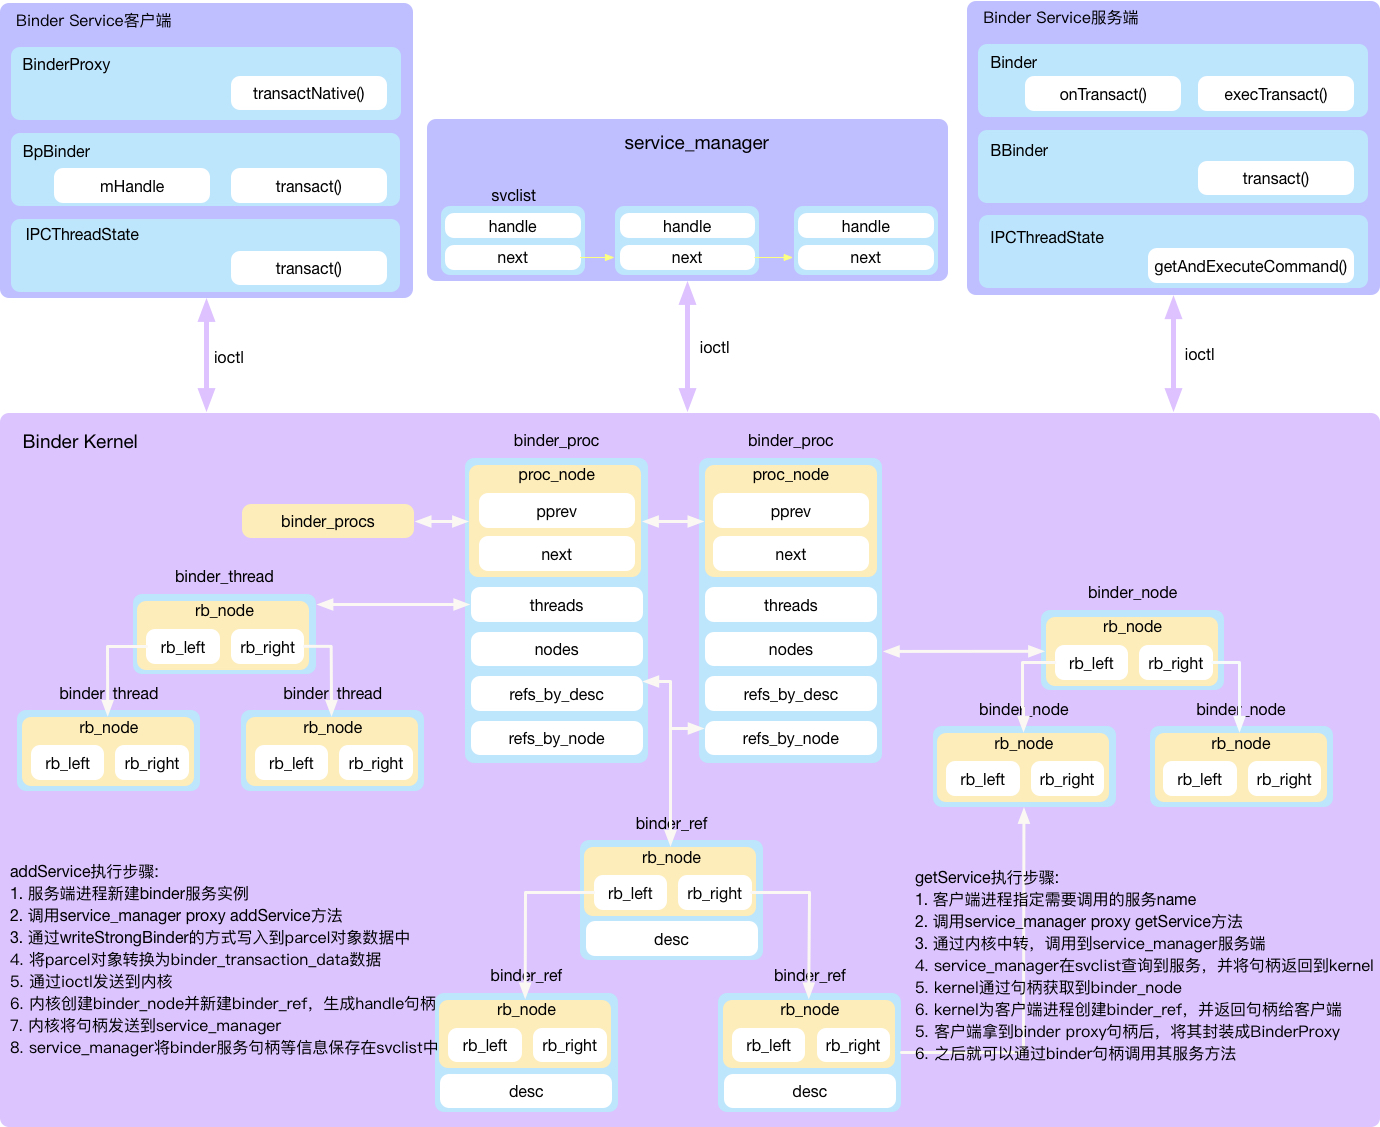 Binder Service客户端
BinderProxy
transactNative()
BpBinder
mHandle
transact()
IPCThreadState
transact()
service_manager
svclist
handle
handle
handle
next
next
next
Binder Service服务端
Binder
onTransact()
execTransact()
BBinder
transact()
IPCThreadState
getAndExecuteCommand()
ioctl
ioctl
ioctl
Binder Kernel
binder_procs
binder_proc
proc_node
pprev
next
threads
nodes
refs_by_desc
refs_by_node
binder_proc
proc_node
pprev
next
threads
nodes
refs_by_desc
refs_by_node
binder_thread
rb_node
rb_left
rb_right
binder_thread
rb_node
rb_left
rb_right
binder_thread
rb_node
rb_left
rb_right
binder_node
rb_node
rb_left
rb_right
binder_node
rb_node
rb_left
rb_right
binder_node
rb_node
rb_left
rb_right
binder_ref
rb_node
rb_left
rb_right
desc
binder_ref
rb_node
rb_left
rb_right
desc
binder_ref
rb_node
rb_left
rb_right
desc
addService执行步骤:
1. 服务端进程新建binder服务实例
2. 调用service_manager proxy addService方法
3. 通过writeStrongBinder的方式写入到parcel对象数据中
4. 将parcel对象转换为binder_transaction_data数据
5. 通过ioctl发送到内核
6. 内核创建binder_node并新建binder_ref，生成handle句柄
7. 内核将句柄发送到service_manager
8. service_manager将binder服务句柄等信息保存在svclist中
getService执行步骤:
1. 客户端进程指定需要调用的服务name
2. 调用service_manager proxy getService方法
3. 通过内核中转，调用到service_manager服务端
4. service_manager在svclist查询到服务，并将句柄返回到kernel
5. kernel通过句柄获取到binder_node
6. kernel为客户端进程创建binder_ref，并返回句柄给客户端
5. 客户端拿到binder proxy句柄后，将其封装成BinderProxy
6. 之后就可以通过binder句柄调用其服务方法